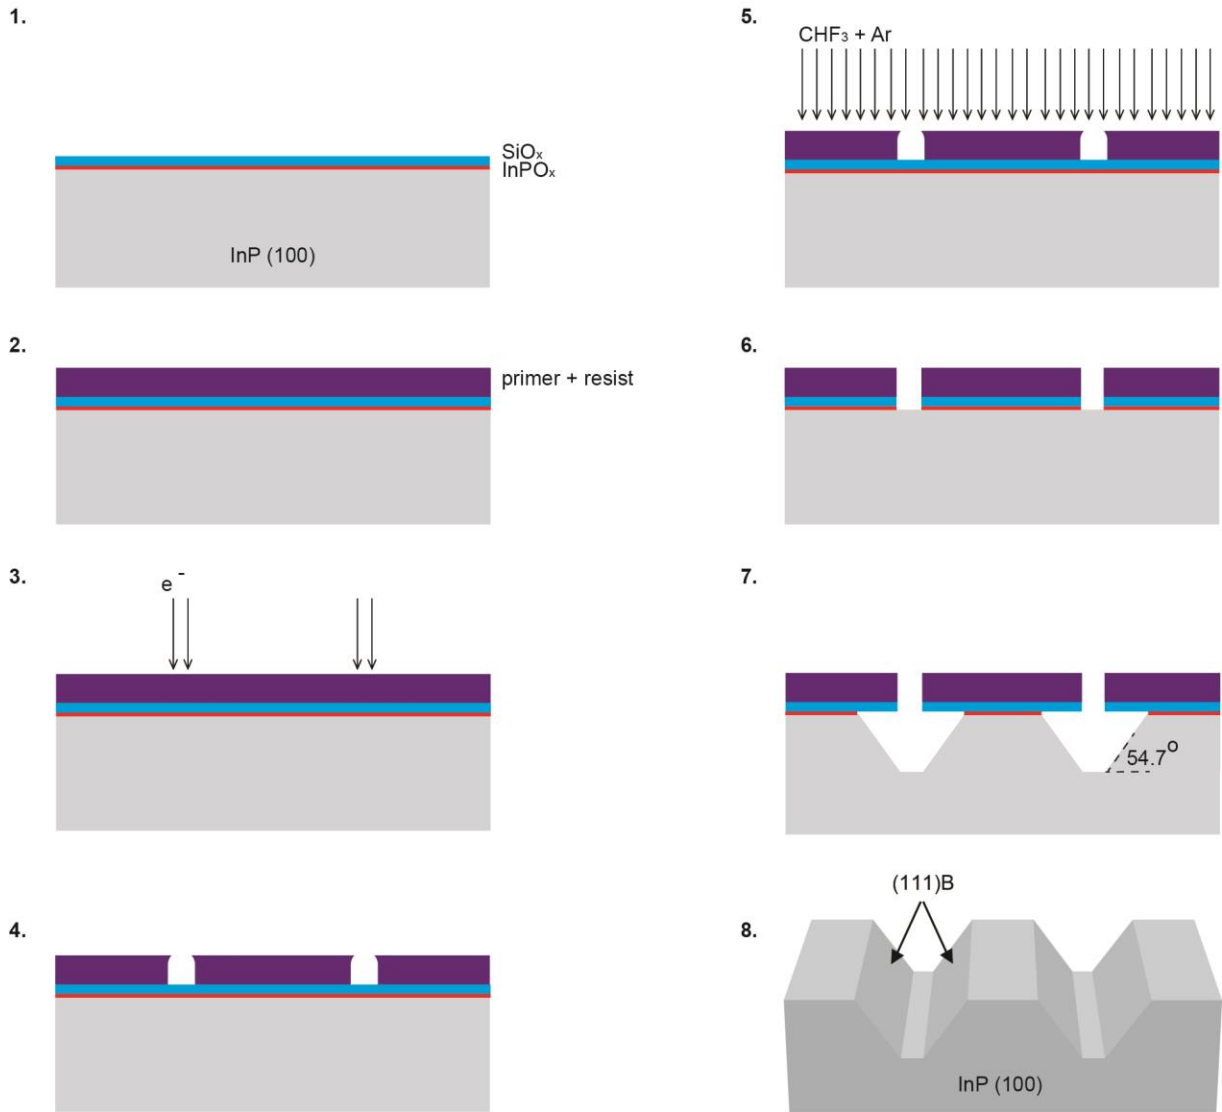 1.
SiOₓ
InPOₓ
InP (100)
2.
primer + resist
3.
e⁻
4.
5.
CHF₃ + Ar
6.
7.
54.7°
8.
(111)B
InP (100)